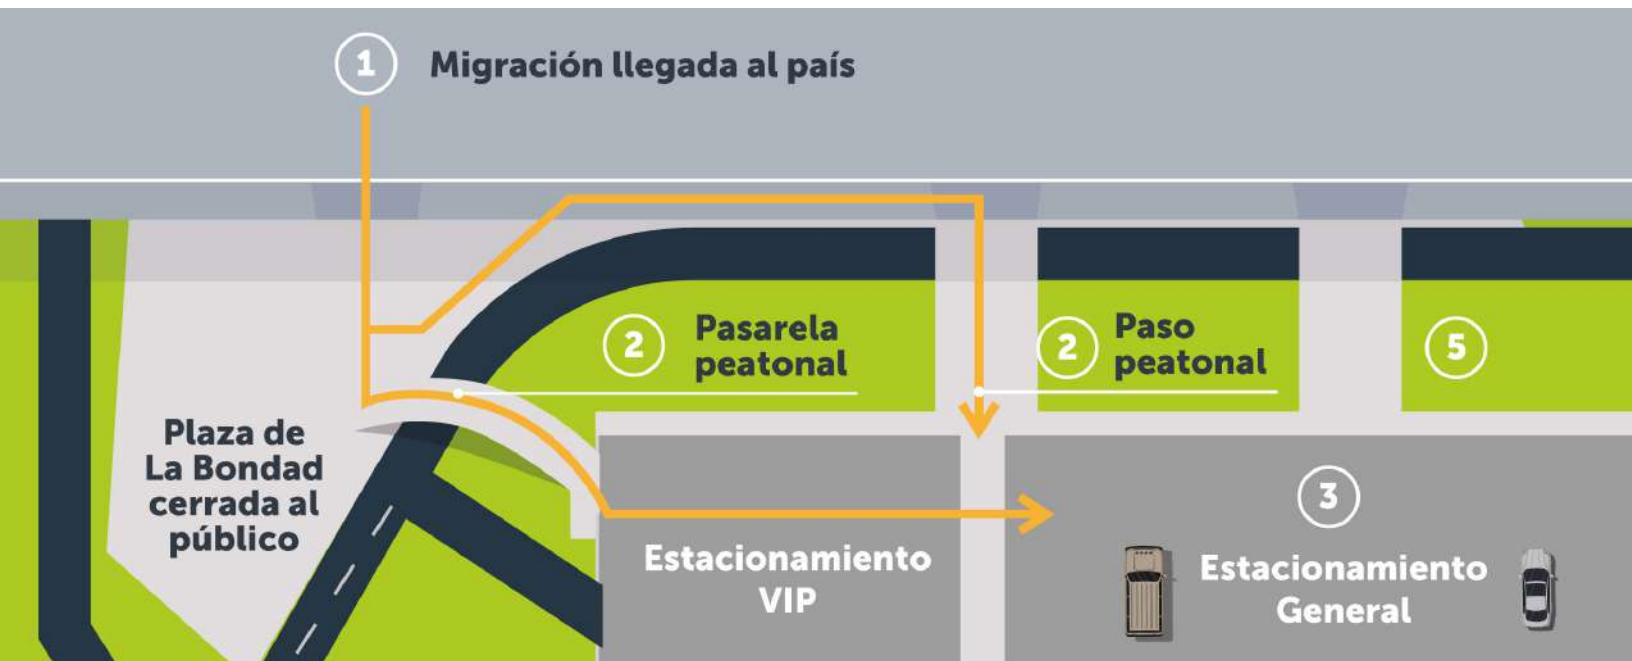 1 Migración llegada al país
2 Pasarela
peatonal
2 Paso
peatonal
5
Plaza de
La Bondad
cerrada al
público
Estacionamiento
VIP
3
Estacionamiento
General